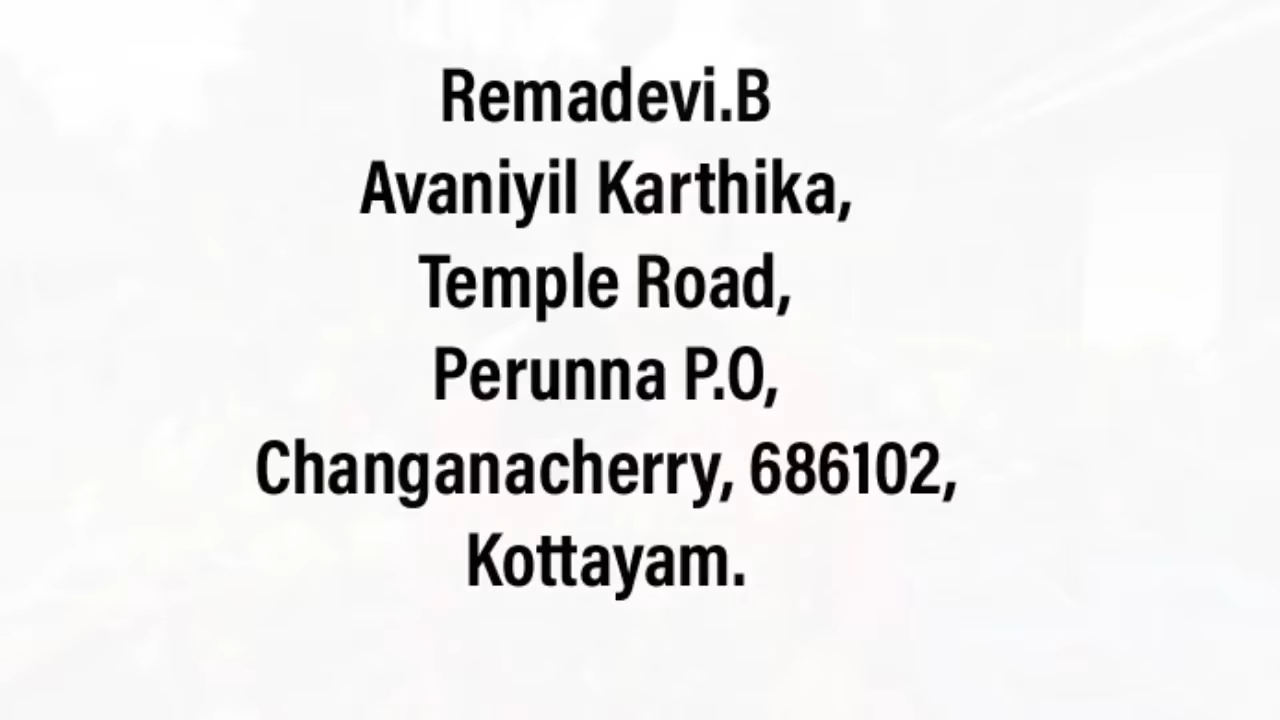 Remadevi.B
Avaniyil Karthika,
Temple Road,
Perunna P.O,
Changanacherry, 686102,
Kottayam.